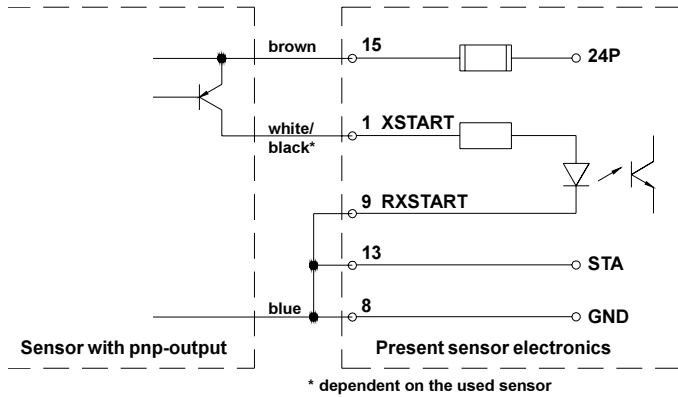 brown
15
24P
white/
black*
1 XSTART
9 RXSTART
13
STA
blue
8
GND
Sensor with pnp-output
Present sensor electronics
* dependent on the used sensor